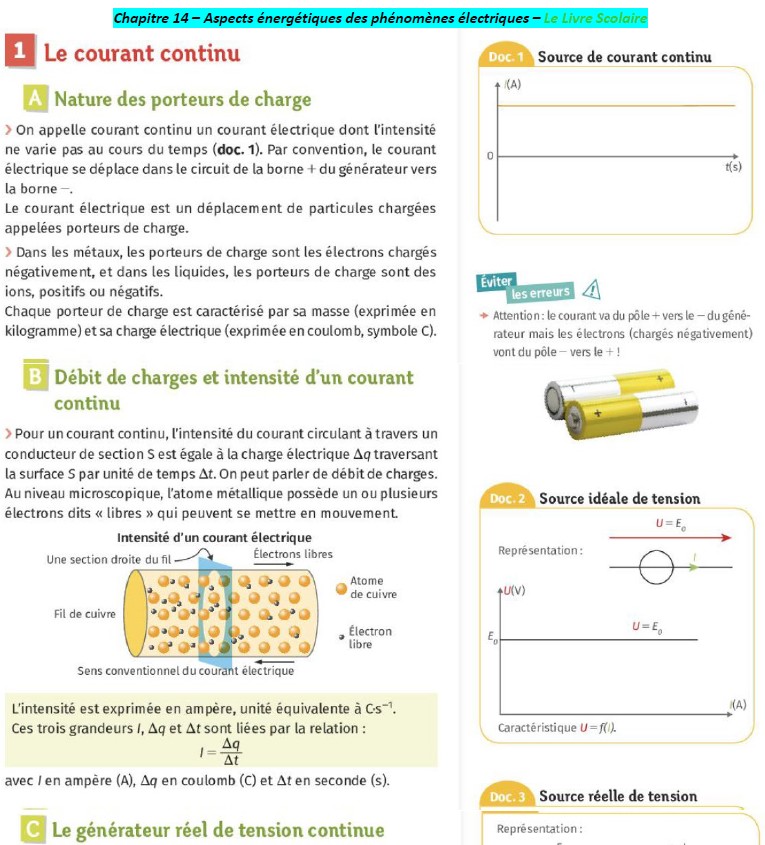 Chapitre 14 – Aspects énergétiques des phénomènes électriques – Le Livre Scolaire
1 Le courant continu
A Nature des porteurs de charge
> On appelle courant continu un courant électrique dont l'intensité
ne varie pas au cours du temps (doc. 1). Par convention, le courant
électrique se déplace dans le circuit de la borne + du générateur vers
la borne −.
Le courant électrique est un déplacement de particules chargées
appelées porteurs de charge.
> Dans les métaux, les porteurs de charge sont les électrons chargés
négativement, et dans les liquides, les porteurs de charge sont des
ions, positifs ou négatifs.
Chaque porteur de charge est caractérisé par sa masse (exprimée en
kilogramme) et sa charge électrique (exprimée en coulomb, symbole C).
B Débit de charges et intensité d'un courant
continu
> Pour un courant continu, l'intensité du courant circulant à travers un
conducteur de section S est égale à la charge électrique Δq traversant
la surface S par unité de temps Δt. On peut parler de débit de charges.
Au niveau microscopique, l'atome métallique possède un ou plusieurs
électrons dits « libres » qui peuvent se mettre en mouvement.
Intensité d'un courant électrique
Une section droite du fil
Électrons libres
Atome
de cuivre
Fil de cuivre
Électron
libre
Sens conventionnel du courant électrique
L'intensité est exprimée en ampère, unité équivalente à C·s⁻¹.
Ces trois grandeurs I, Δq et Δt sont liées par la relation :
I = Δq / Δt
avec I en ampère (A), Δq en coulomb (C) et Δt en seconde (s).
C Le générateur réel de tension continue
Doc. 1 Source de courant continu
I(A)
0
t(s)
Éviter
les erreurs
Attention : le courant va du pôle + vers le − du géné-
rateur mais les électrons (chargés négativement)
vont du pôle − vers le + !
− +
+ −
Doc. 2 Source idéale de tension
U = E₀
Représentation :
I
U(V)
U = E₀
E₀
I(A)
Caractéristique U = f(I).
Doc. 3 Source réelle de tension
Représentation :